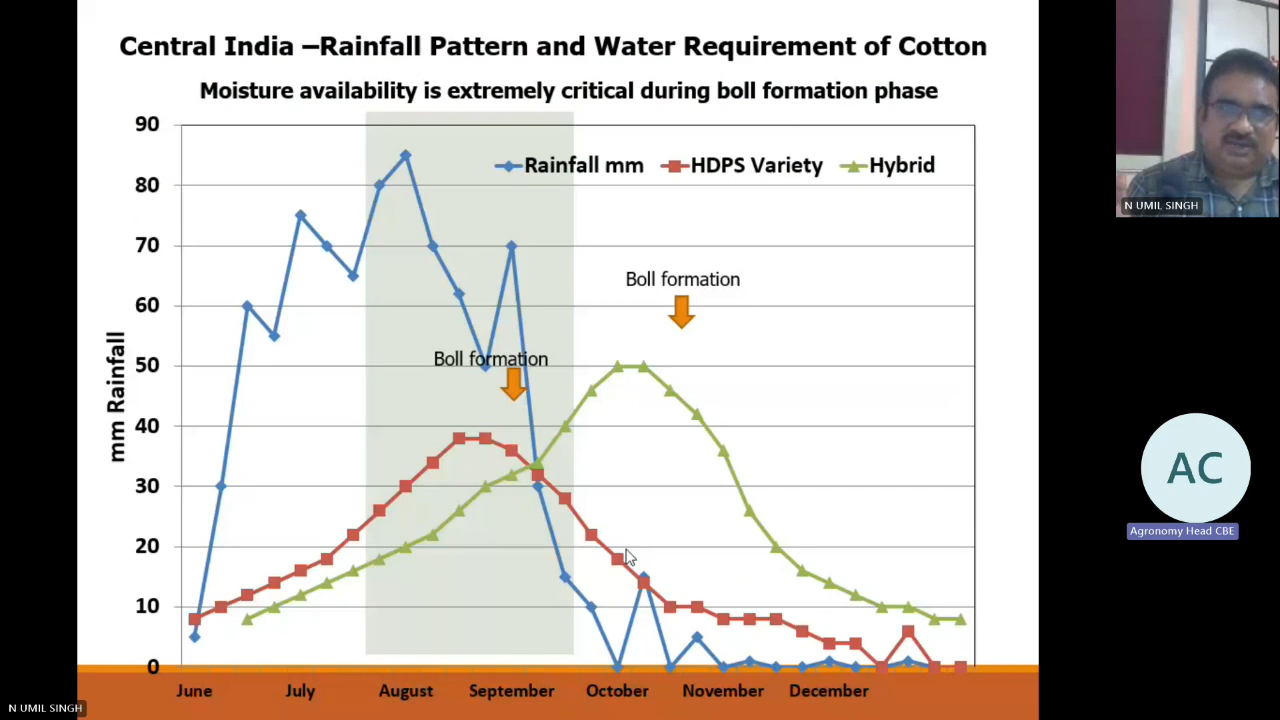 Central India –Rainfall Pattern and Water Requirement of Cotton
Moisture availability is extremely critical during boll formation phase
90
80
70
60
50
40
30
20
10
0
mm Rainfall
Rainfall mm
HDPS Variety
Hybrid
Boll formation
Boll formation
June
July
August
September
October
November
December
N UMIL SINGH
N UMIL SINGH
AC
Agronomy Head CBE